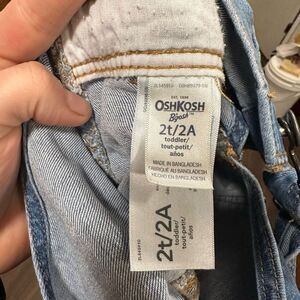 EST. 1895
OSHKOSH
B'gosh
2t/2A
toddler/
tout-petit/
años
MADE IN BANGLADESH
FABRIQUÉ AU BANGLADESH
HECHO EN BANGLADESH
2t/2A
toddler/
tout-petit/
años